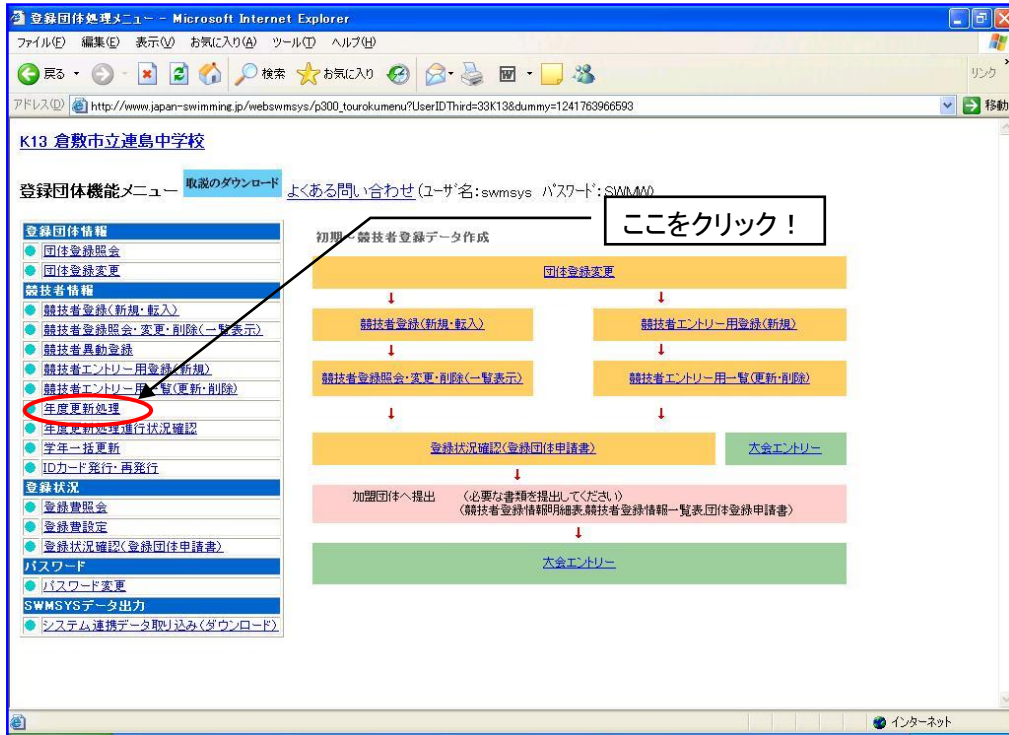 登録団体処理メニュー - Microsoft Internet Explorer
ファイル(F) 編集(E) 表示(V) お気に入り(A) ツール(T) ヘルプ(H)
戻る 検索 お気に入り リンク
アドレス(D) http://www.japan-swimming.jp/webswmsys/p300_tourokumenu?UserIDThird=33K13&dummy=1241763966593 移動
K13 倉敷市立連島中学校
登録団体機能メニュー 取説のダウンロード よくある問い合わせ(ユーザ名:swmsys パスワード:SWMW)
ここをクリック！
登録団体情報
団体登録照会
団体登録変更
競技者情報
競技者登録(新規・転入)
競技者登録照会・変更・削除(一覧表示)
競技者異動登録
競技者エントリー用登録(新規)
競技者エントリー用一覧(更新・削除)
年度更新処理
年度更新処理進行状況確認
学年一括更新
IDカード発行・再発行
登録状況
登録費照会
登録費設定
登録状況確認(登録団体申請書)
パスワード
パスワード変更
SWMSYSデータ出力
システム連携データ取り込み(ダウンロード)
初期～競技者登録データ作成
団体登録変更
↓ ↓
競技者登録(新規・転入) 競技者エントリー用登録(新規)
↓ ↓
競技者登録照会・変更・削除(一覧表示) 競技者エントリー用一覧(更新・削除)
↓ ↓
登録状況確認(登録団体申請書) 大会エントリー
↓
加盟団体へ提出 (必要な書類を提出してください)
(競技者登録情報明細表,競技者登録情報一覧表,団体登録申請書)
↓
大会エントリー
インターネット